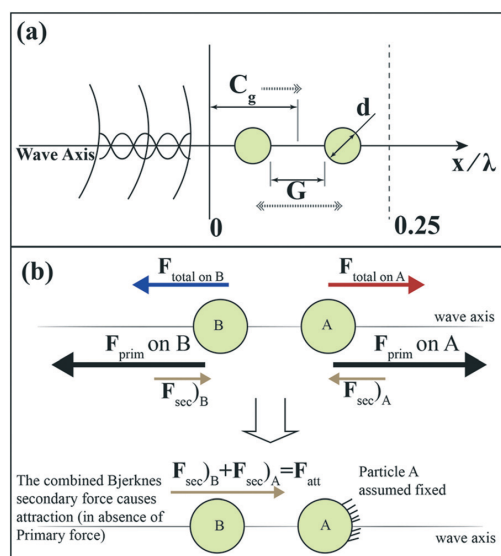 (a)
C_g
d
Wave Axis
x/λ
G
0
0.25
(b)
F_total on B
F_total on A
B
A
wave axis
F_prim on B
F_prim on A
F_sec)_B
F_sec)_A
F_sec)_B+F_sec)_A=F_att
The combined Bjerknes
secondary force causes
attraction (in absence of
Primary force)
Particle A
assumed fixed
B
A
wave axis